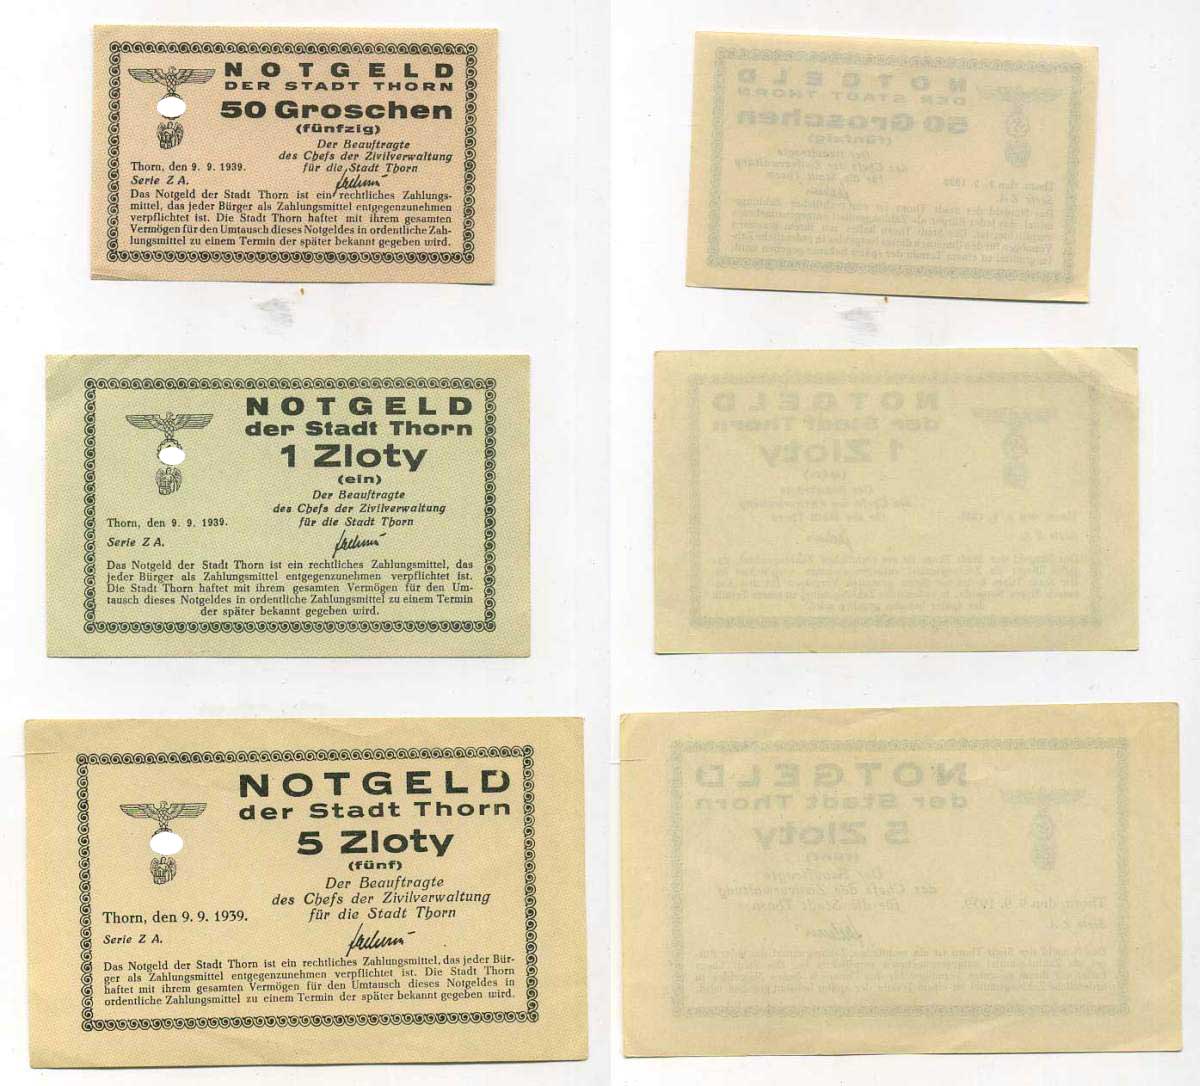 NOTGELD
DER STADT THORN
50 Groschen
(fünfzig)
Der Beauftragte
des Chefs der Zivilverwaltung
für die Stadt Thorn
Thorn, den 9. 9. 1939.
Serie Z A.
Das Notgeld der Stadt Thorn ist ein rechtliches Zahlungs-
mittel, das jeder Bürger als Zahlungsmittel entgegenzunehmen
verpflichtet ist. Die Stadt Thorn haftet mit ihrem gesamten
Vermögen für den Umtausch dieses Notgeldes in ordentliche Zah-
lungsmittel zu einem Termin der später bekannt gegeben wird.
NOTGELD
der Stadt Thorn
1 Zloty
(ein)
Der Beauftragte
des Chefs der Zivilverwaltung
für die Stadt Thorn
Thorn, den 9. 9. 1939.
Serie Z A.
Das Notgeld der Stadt Thorn ist ein rechtliches Zahlungsmittel, das
jeder Bürger als Zahlungsmittel entgegenzunehmen verpflichtet ist.
Die Stadt Thorn haftet mit ihrem gesamten Vermögen für den Um-
tausch dieses Notgeldes in ordentliche Zahlungsmittel zu einem Termin
der später bekannt gegeben wird.
NOTGELD
der Stadt Thorn
5 Zloty
(fünf)
Der Beauftragte
des Chefs der Zivilverwaltung
für die Stadt Thorn
Thorn, den 9. 9. 1939.
Serie Z A.
Das Notgeld der Stadt Thorn ist ein rechtliches Zahlungsmittel, das jeder Bür-
ger als Zahlungsmittel entgegenzunehmen verpflichtet ist. Die Stadt Thorn
haftet mit ihrem gesamten Vermögen für den Umtausch dieses Notgeldes in
ordentliche Zahlungsmittel zu einem Termin der später bekannt gegeben wird.